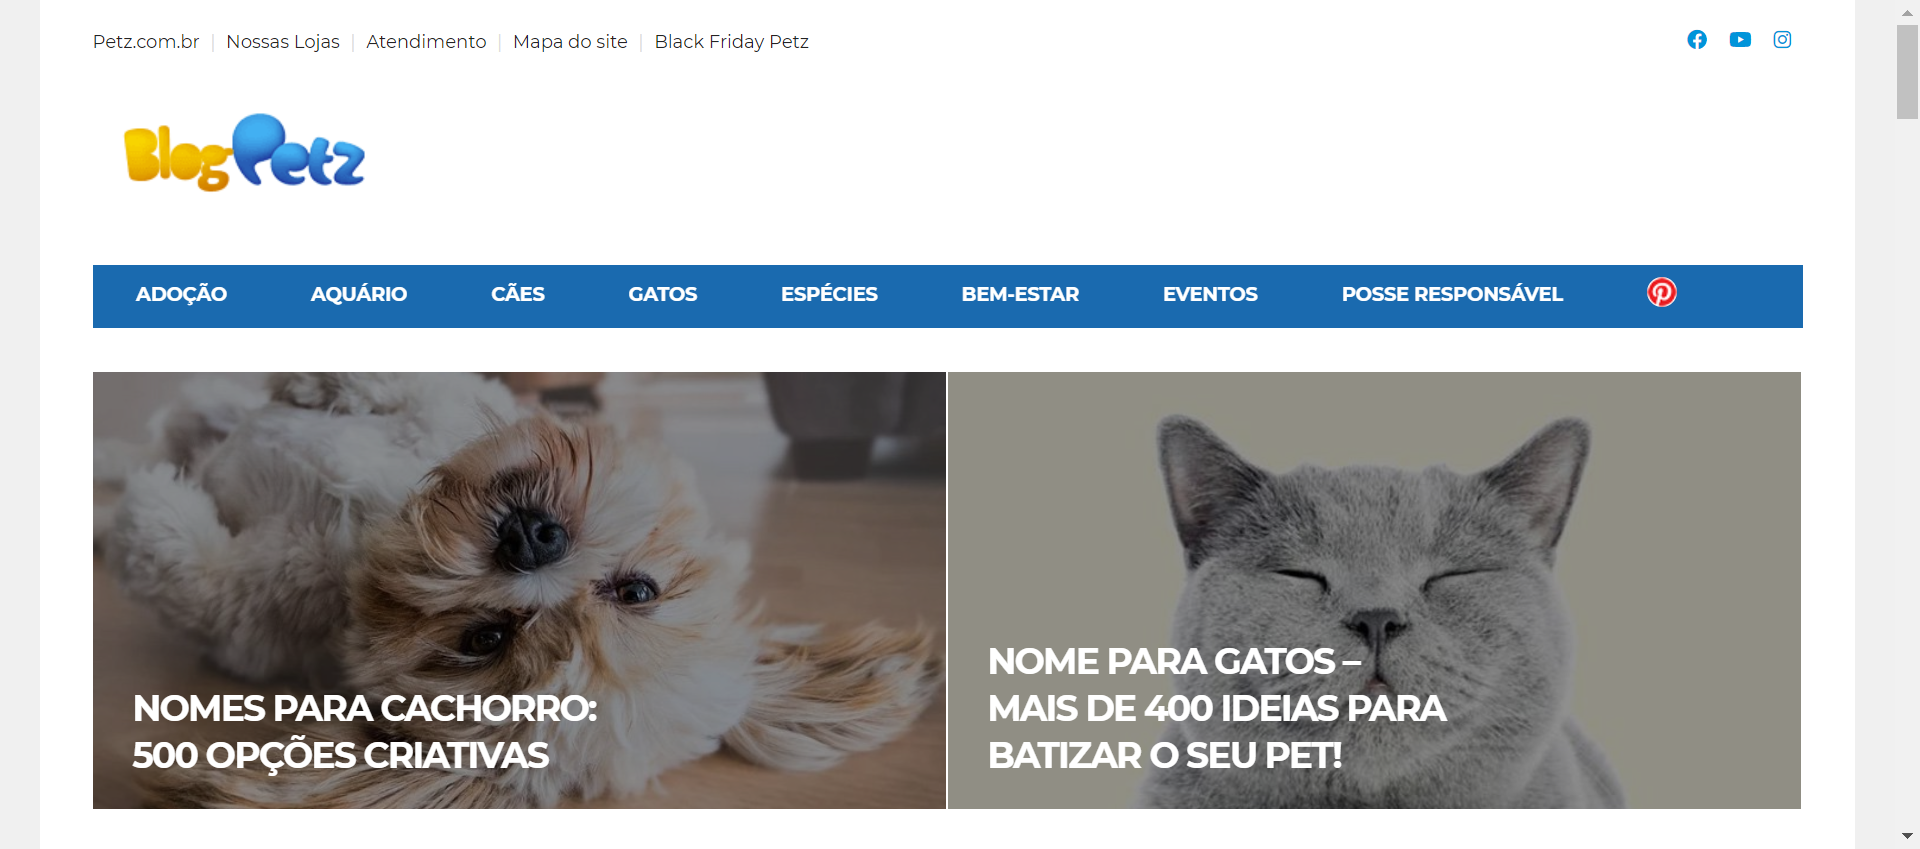 Petz.com.br | Nossas Lojas | Atendimento | Mapa do site | Black Friday Petz
BlogPetz
ADOÇÃO AQUÁRIO CÃES GATOS ESPÉCIES BEM-ESTAR EVENTOS POSSE RESPONSÁVEL
NOMES PARA CACHORRO:
500 OPÇÕES CRIATIVAS
NOME PARA GATOS –
MAIS DE 400 IDEIAS PARA
BATIZAR O SEU PET!